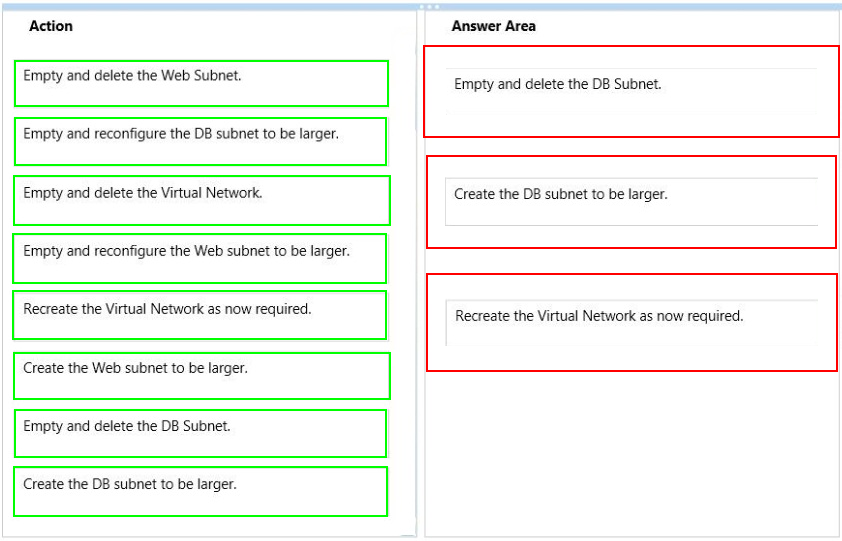 Action
Empty and delete the Web Subnet.
Empty and reconfigure the DB subnet to be larger.
Empty and delete the Virtual Network.
Empty and reconfigure the Web subnet to be larger.
Recreate the Virtual Network as now required.
Create the Web subnet to be larger.
Empty and delete the DB Subnet.
Create the DB subnet to be larger.
Answer Area
Empty and delete the DB Subnet.
Create the DB subnet to be larger.
Recreate the Virtual Network as now required.